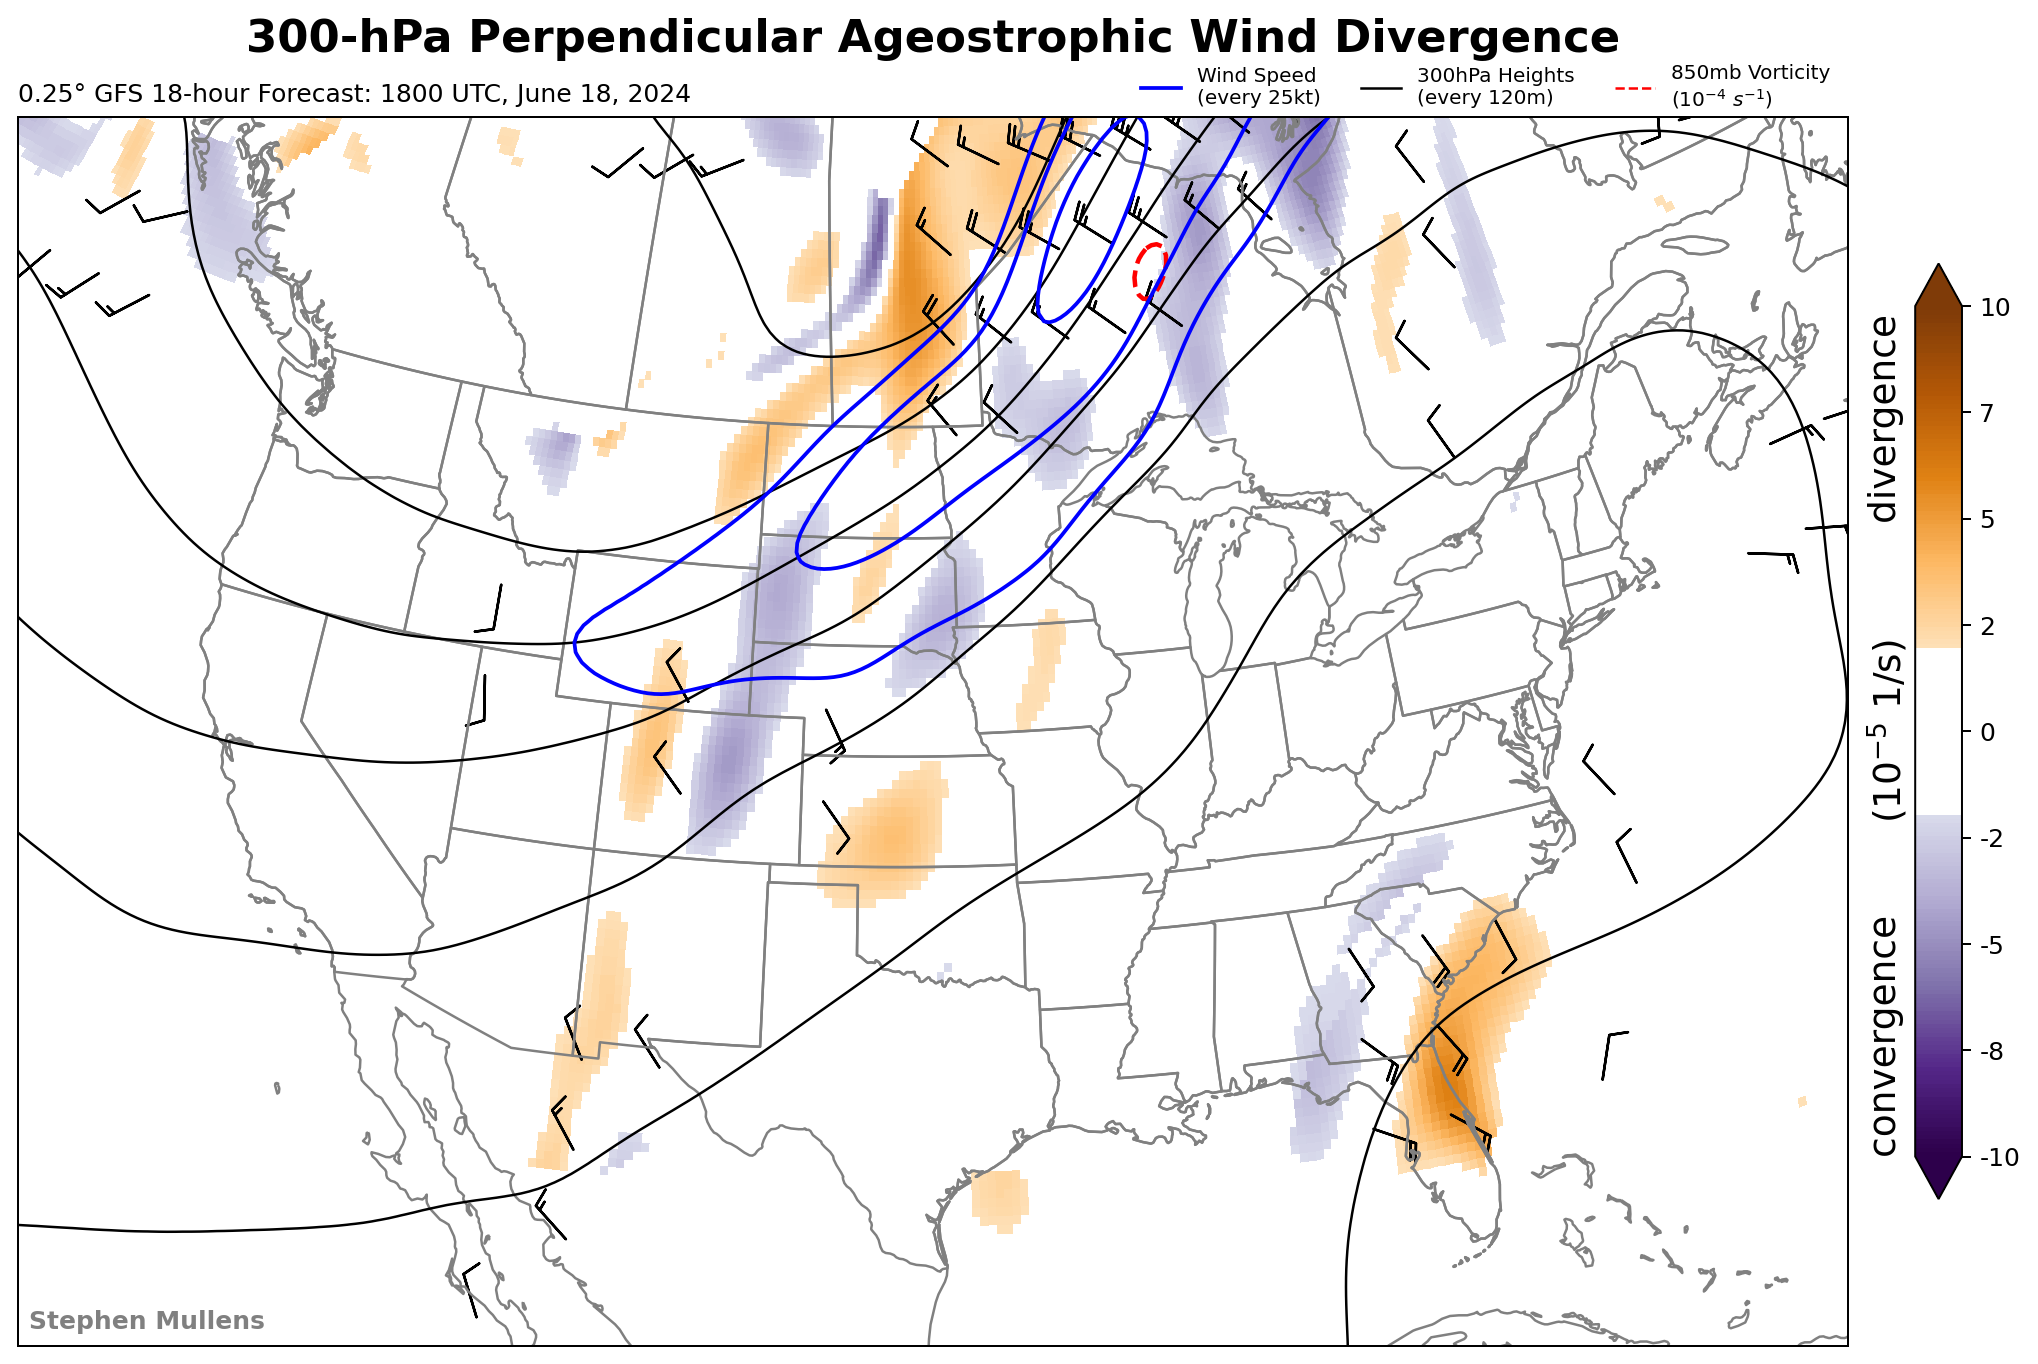 300-hPa Perpendicular Ageostrophic Wind Divergence
0.25° GFS 18-hour Forecast: 1800 UTC, June 18, 2024
Wind Speed
(every 25kt)
300hPa Heights
(every 120m)
850mb Vorticity
(10⁻⁴ s⁻¹)
10
7
5
2
0
-2
-5
-8
-10
convergence (10⁻⁵ 1/s) divergence
Stephen Mullens